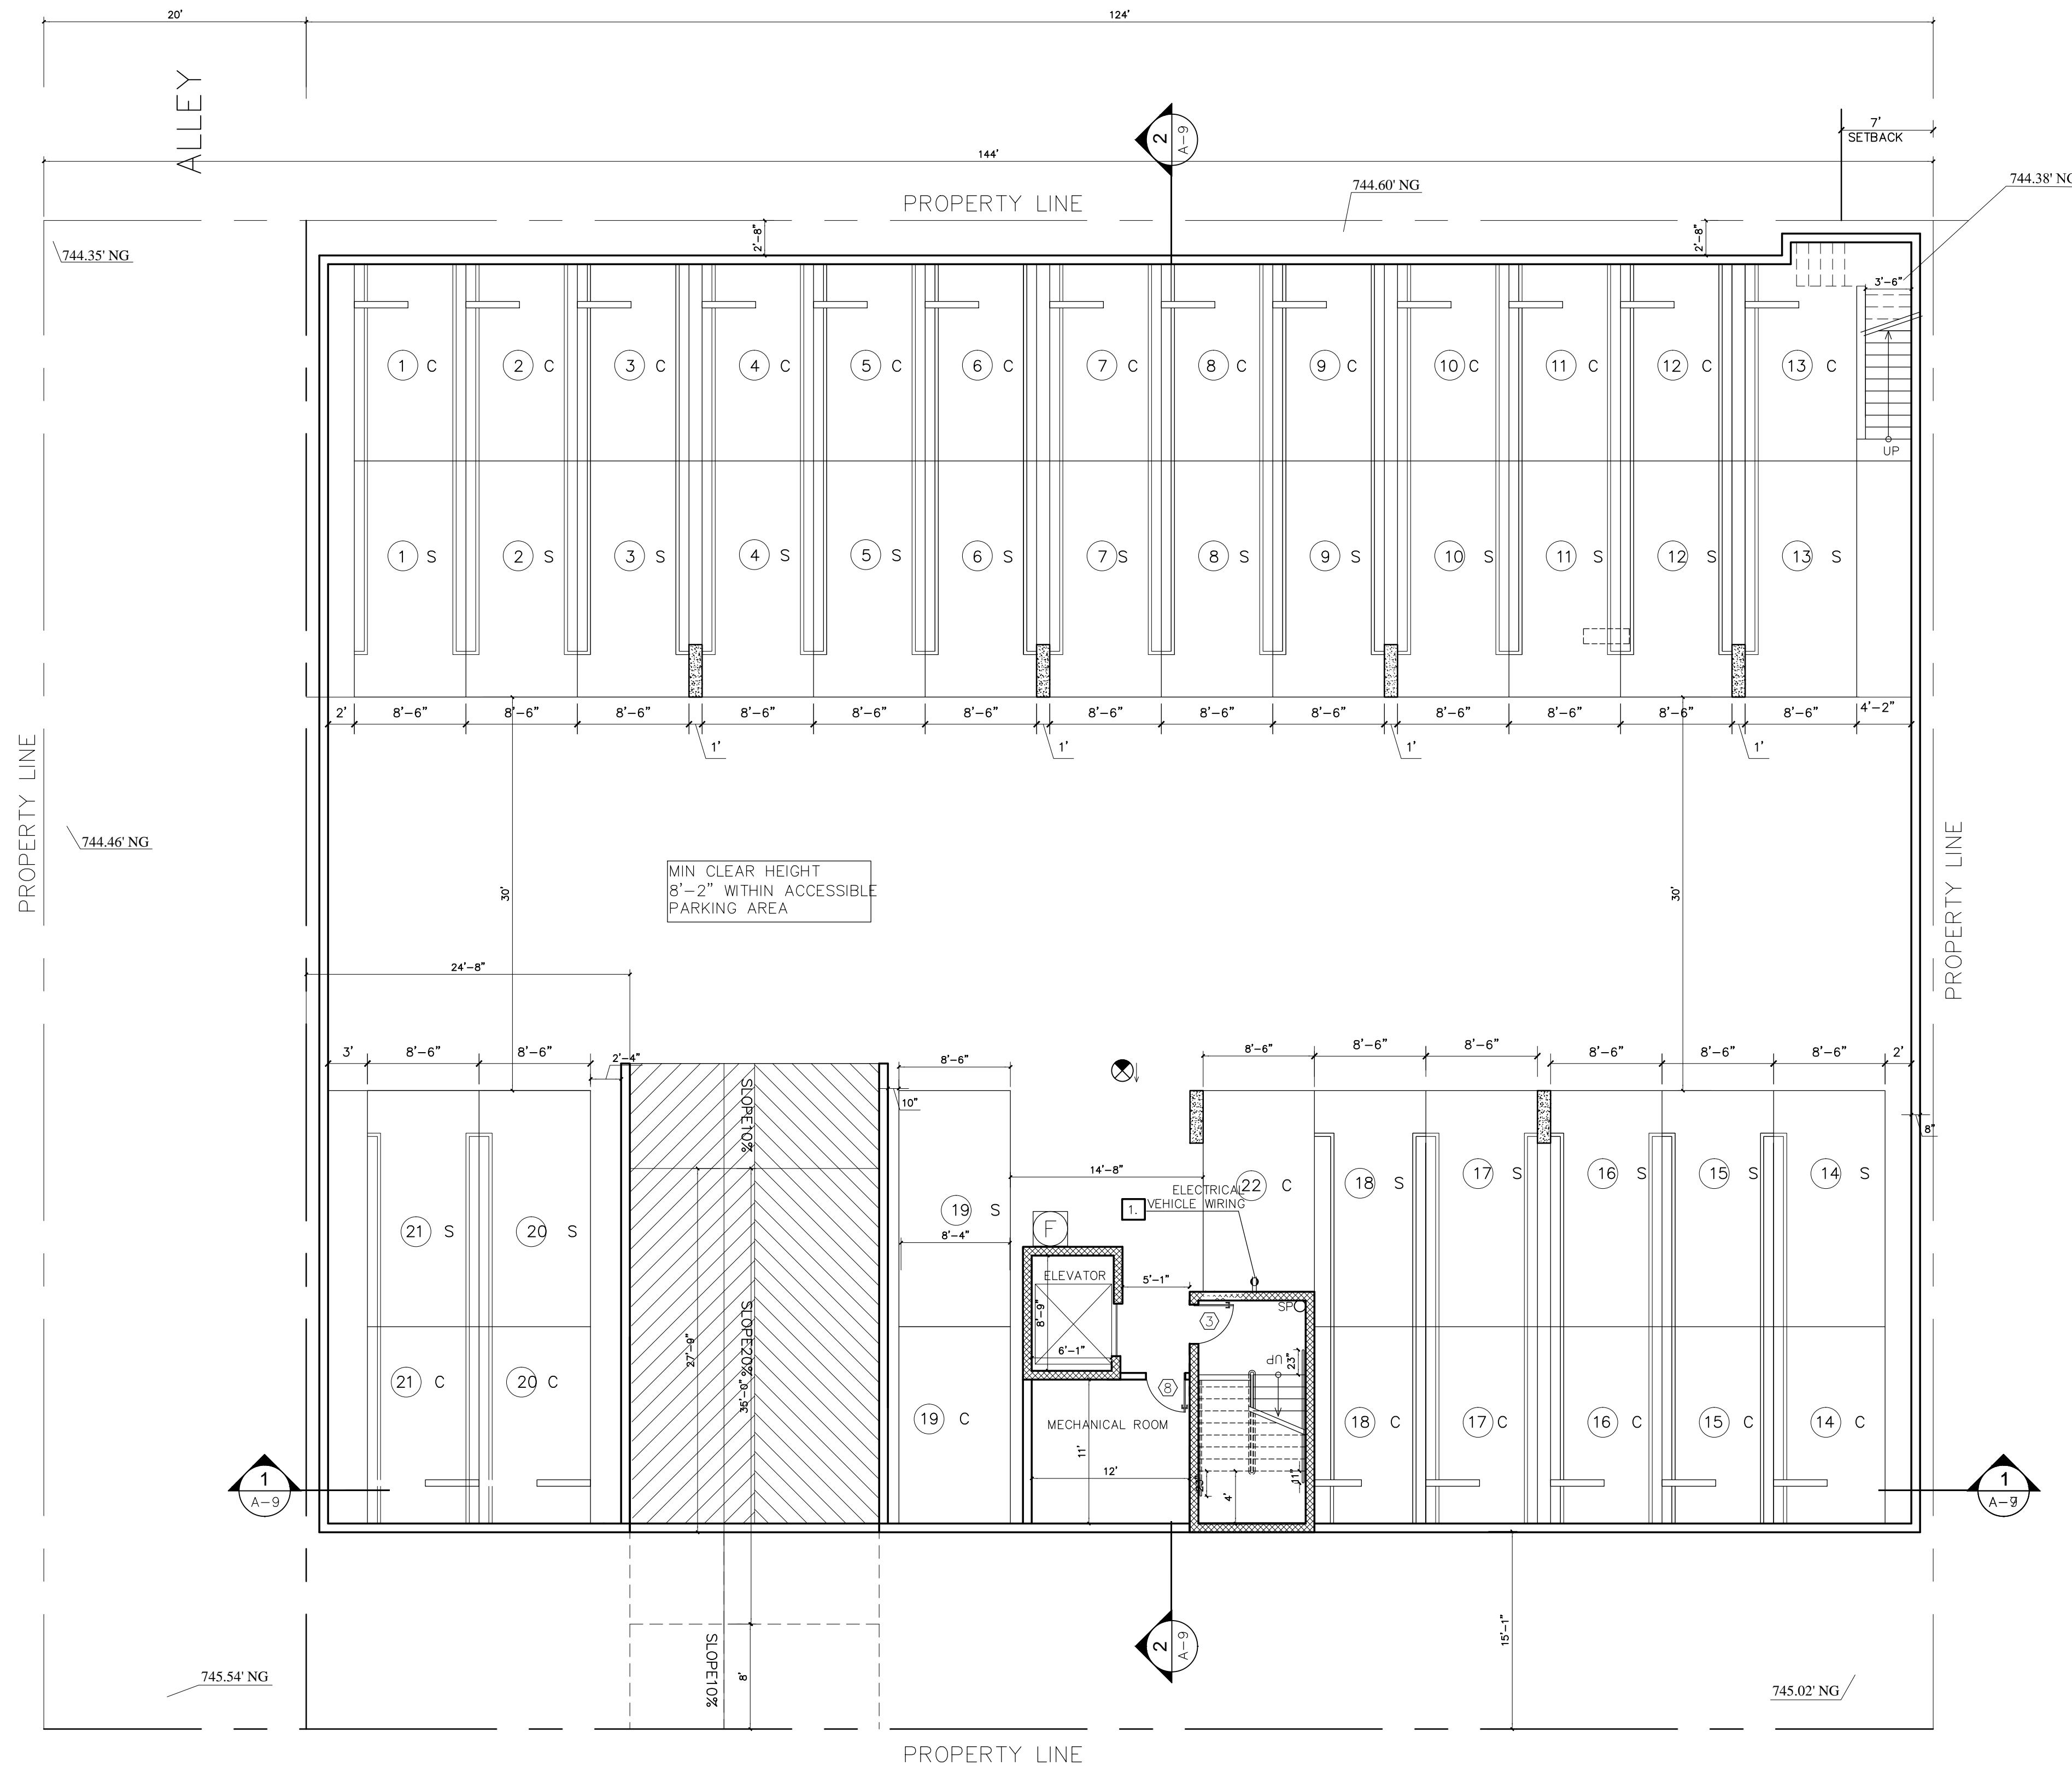 20'
124'
ALLEY
7'
SETBACK
2
A-9
144'
744.60' NG
744.38' NG
PROPERTY LINE
2'-8"
2'-8"
744.35' NG
3'-6"
1 C
2 C
3 C
4 C
5 C
6 C
7 C
8 C
9 C
10 C
11 C
12 C
13 C
UP
1 S
2 S
3 S
4 S
5 S
6 S
7 S
8 S
9 S
10 S
11 S
12 S
13 S
2'
8'-6"
8'-6"
8'-6"
8'-6"
8'-6"
8'-6"
8'-6"
8'-6"
8'-6"
8'-6"
8'-6"
8'-6"
8'-6"
4'-2"
1'
1'
1'
1'
PROPERTY LINE
744.46' NG
PROPERTY LINE
MIN CLEAR HEIGHT
8'-2" WITHIN ACCESSIBLE
PARKING AREA
30'
30'
24'-8"
3'
8'-6"
8'-6"
2'-4"
8'-6"
8'-6"
8'-6"
8'-6"
8'-6"
8'-6"
8'-6"
2'
SLOPE10%
10"
8"
14'-8"
22 C
18 S
17 S
16 S
15 S
14 S
ELECTRICAL
VEHICLE WIRING
1.
19 S
8'-4"
F
21 S
20 S
ELEVATOR
5'-1"
8'-9"
6'-1"
3
SP
UP
23"
SLOPE20%
27'-9"
35'-0"
21 C
20 C
8
19 C
MECHANICAL ROOM
11'
12'
4'
11"
18 C
17 C
16 C
15 C
14 C
1
A-9
1
A-9
15'-1"
2
A-9
SLOPE10%
8'
745.54' NG
745.02' NG
PROPERTY LINE